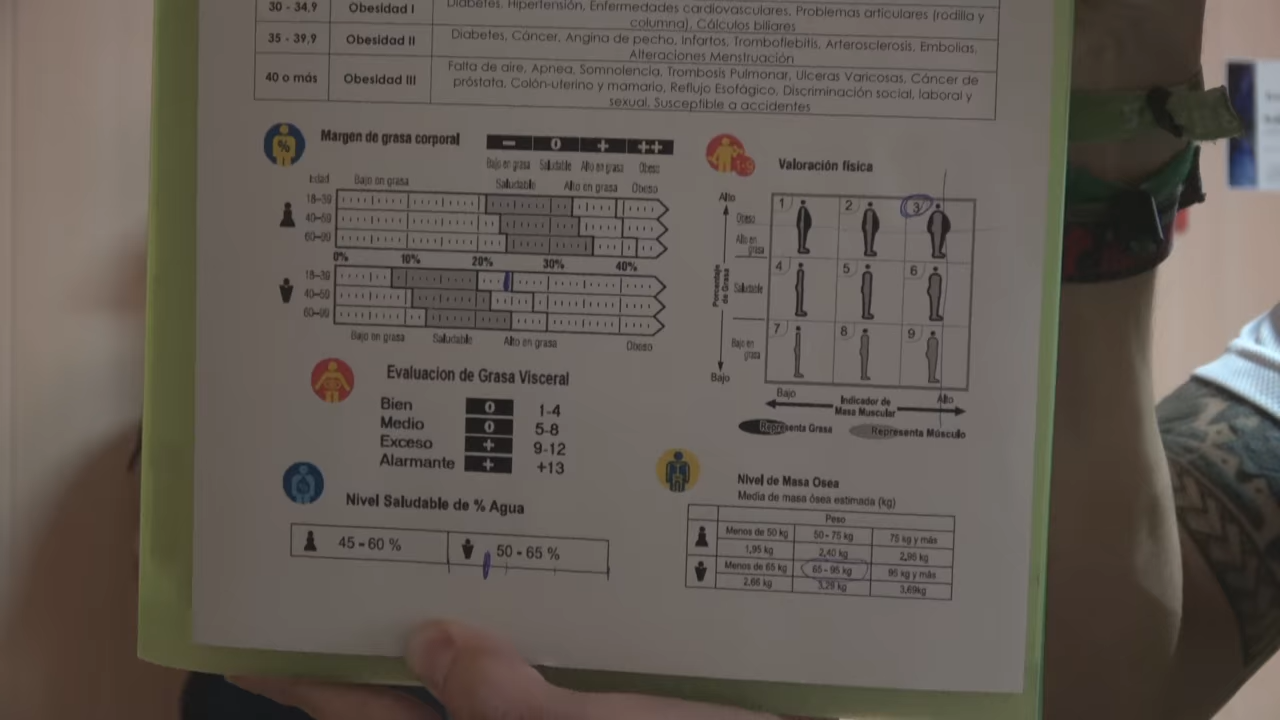 30 - 34,9 Obesidad I Diabetes, Hipertensión, Enfermedades cardiovasculares, Problemas articulares (rodilla y
columna), Cálculos biliares
35 - 39,9 Obesidad II Diabetes, Cáncer, Angina de pecho, Infartos, Tromboflebitis, Arterosclerosis, Embolias,
Alteraciones Menstruación
40 o más Obesidad III Falta de aire, Apnea, Somnolencia, Trombosis Pulmonar, Ulceras Varicosas, Cáncer de
próstata, Colón-uterino y mamario, Reflujo Esofágico, Discriminación social, laboral y
sexual, Susceptible a accidentes
%
Margen de grasa corporal
− 0 + ++
Bajo en grasa Saludable Alto en grasa Obeso
Edad Bajo en grasa Saludable Alto en grasa Obeso
18–39
40–59
60–99
0% 10% 20% 30% 40%
18–39
40–59
60–99
Bajo en grasa Saludable Alto en grasa Obeso
Valoración física
Alto
Obeso
Alto en
grasa
Saludable
Bajo en
grasa
Bajo
Porcentaje
de Grasa
1 2 3
4 5 6
7 8 9
Bajo Indicador de Alto
Masa Muscular
Representa Grasa Representa Músculo
Evaluacion de Grasa Visceral
Bien 0 1-4
Medio 0 5-8
Exceso + 9-12
Alarmante + +13
Nivel Saludable de % Agua
45 - 60 % 50 - 65 %
Nivel de Masa Osea
Media de masa ósea estimada (kg)
Peso
Menos de 50 kg 50 - 75 kg 75 kg y más
1,95 kg 2,40 kg 2,95 kg
Menos de 65 kg 65 - 95 kg 95 kg y más
2,66 kg 3,29 kg 3,69kg